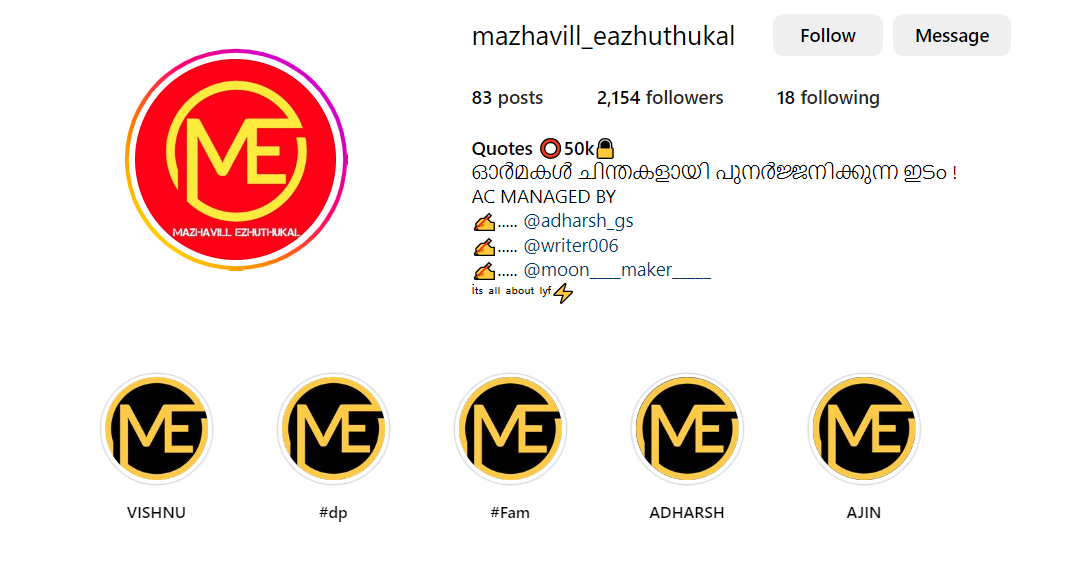 mazhavill_eazhuthukal Follow Message
83 posts 2,154 followers 18 following
Quotes ⭕50k🔒
ഓർമകൾ ചിന്തകളായി പുനർജ്ജനിക്കുന്ന ഇടം !
AC MANAGED BY
✍️..... @adharsh_gs
✍️..... @writer006
✍️..... @moon____maker_____
İts all about lyf⚡
ME
MAZHAVILL EZHUTHUKAL
ME ME ME ME ME
VISHNU #dp #Fam ADHARSH AJIN